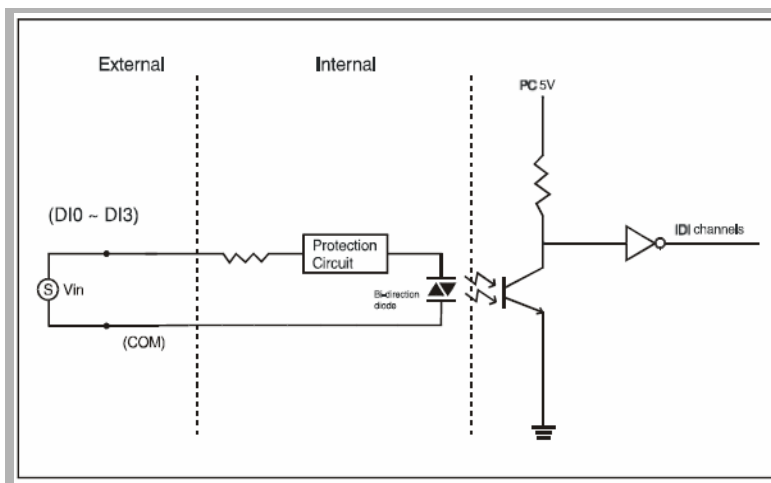 External
Internal
PC 5V
(DI0 ~ DI3)
Protection
Circuit
IDI channels
S
Vin
Bi-direction
diode
(COM)